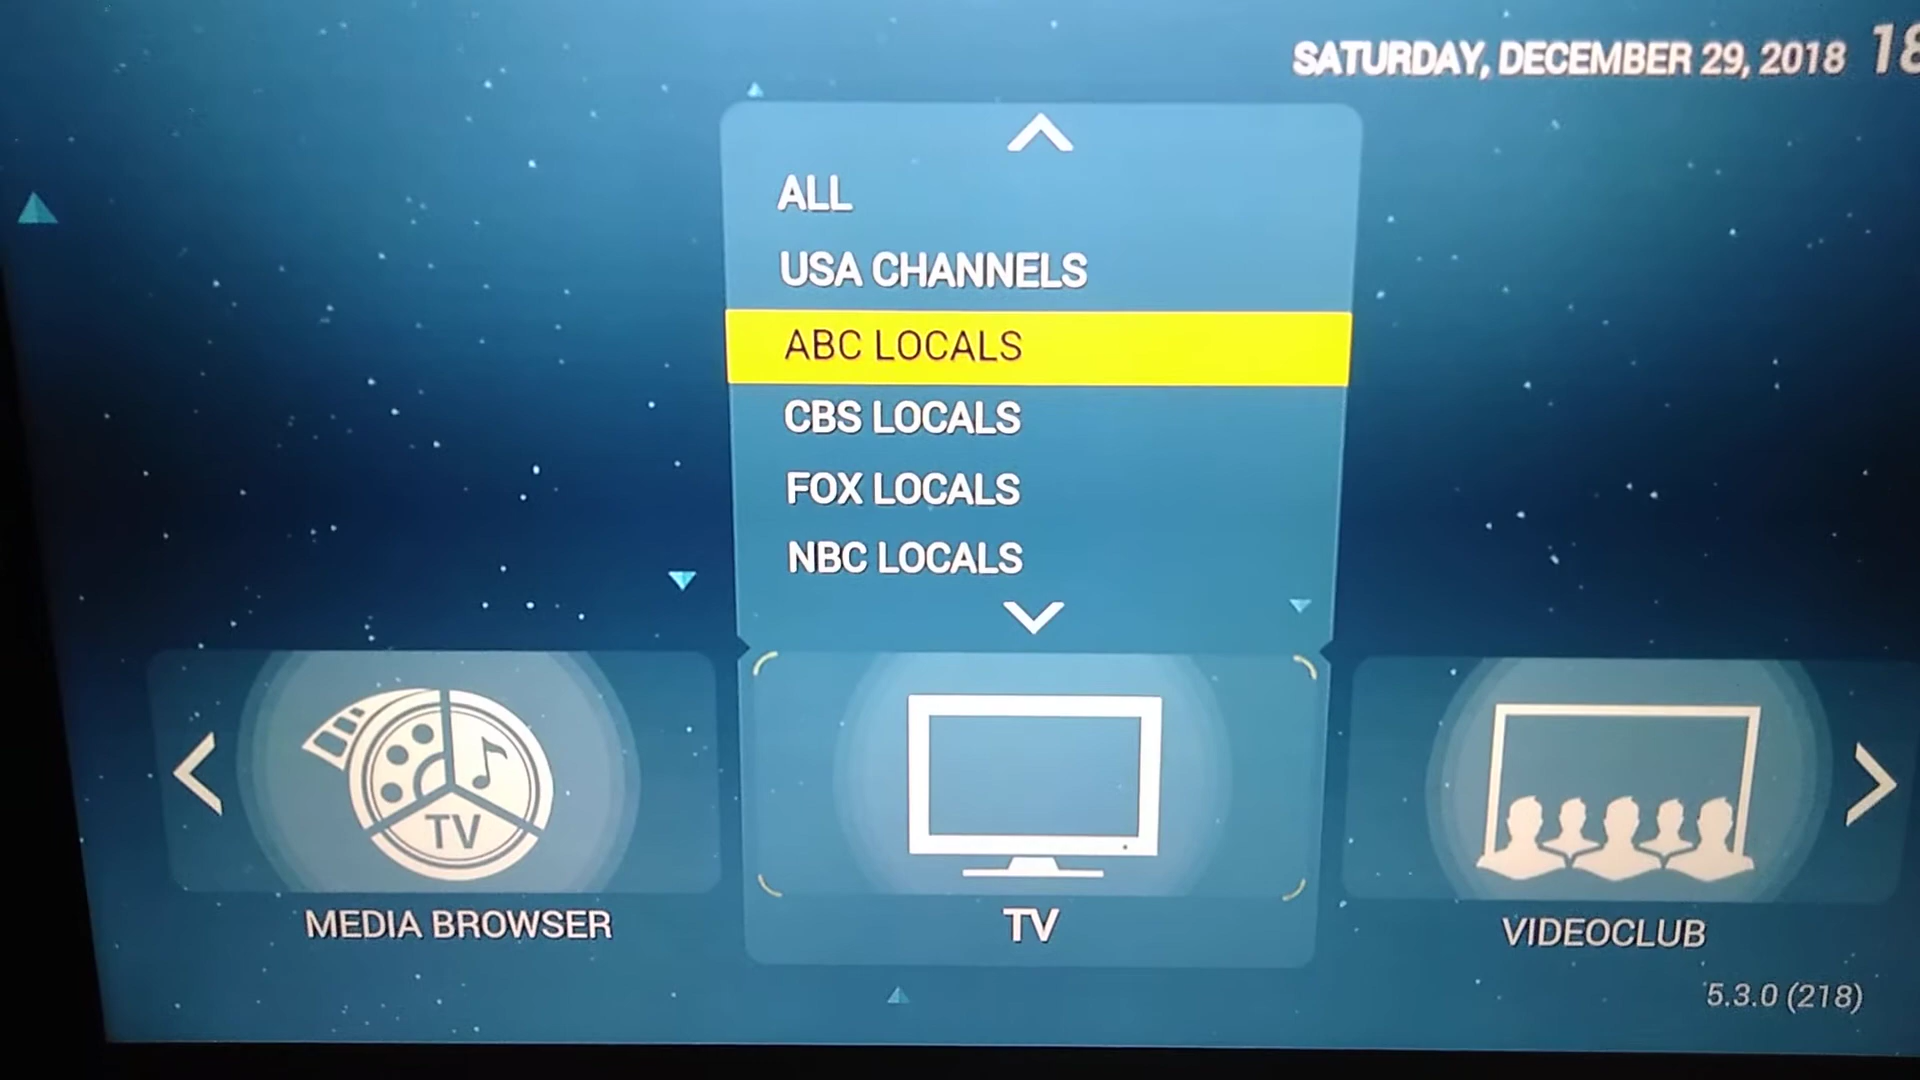 SATURDAY, DECEMBER 29, 2018 18
ALL
USA CHANNELS
ABC LOCALS
CBS LOCALS
FOX LOCALS
NBC LOCALS
TV
MEDIA BROWSER
TV
VIDEOCLUB
5.3.0 (218)